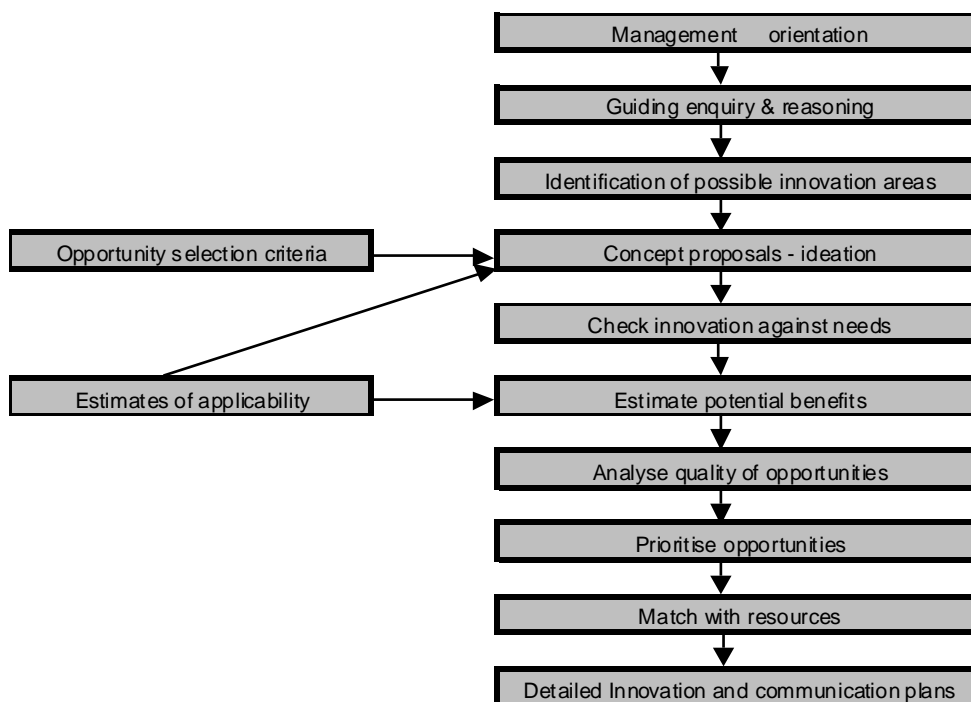 Management orientation
Guiding enquiry & reasoning
Identification of possible innovation areas
Opportunity selection criteria
Concept proposals - ideation
Check innovation against needs
Estimates of applicability
Estimate potential benefits
Analyse quality of opportunities
Prioritise opportunities
Match with resources
Detailed Innovation and communication plans